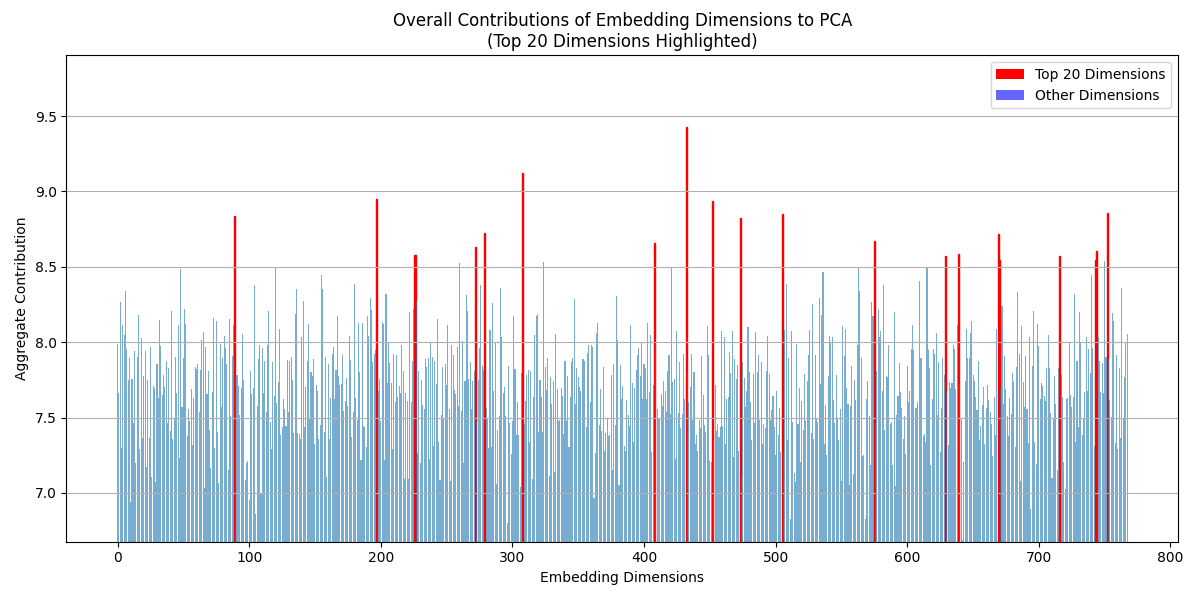 Overall Contributions of Embedding Dimensions to PCA
(Top 20 Dimensions Highlighted)
Top 20 Dimensions
Other Dimensions
9.5
9.0
8.5
8.0
7.5
7.0
Aggregate Contribution
0 100 200 300 400 500 600 700 800
Embedding Dimensions